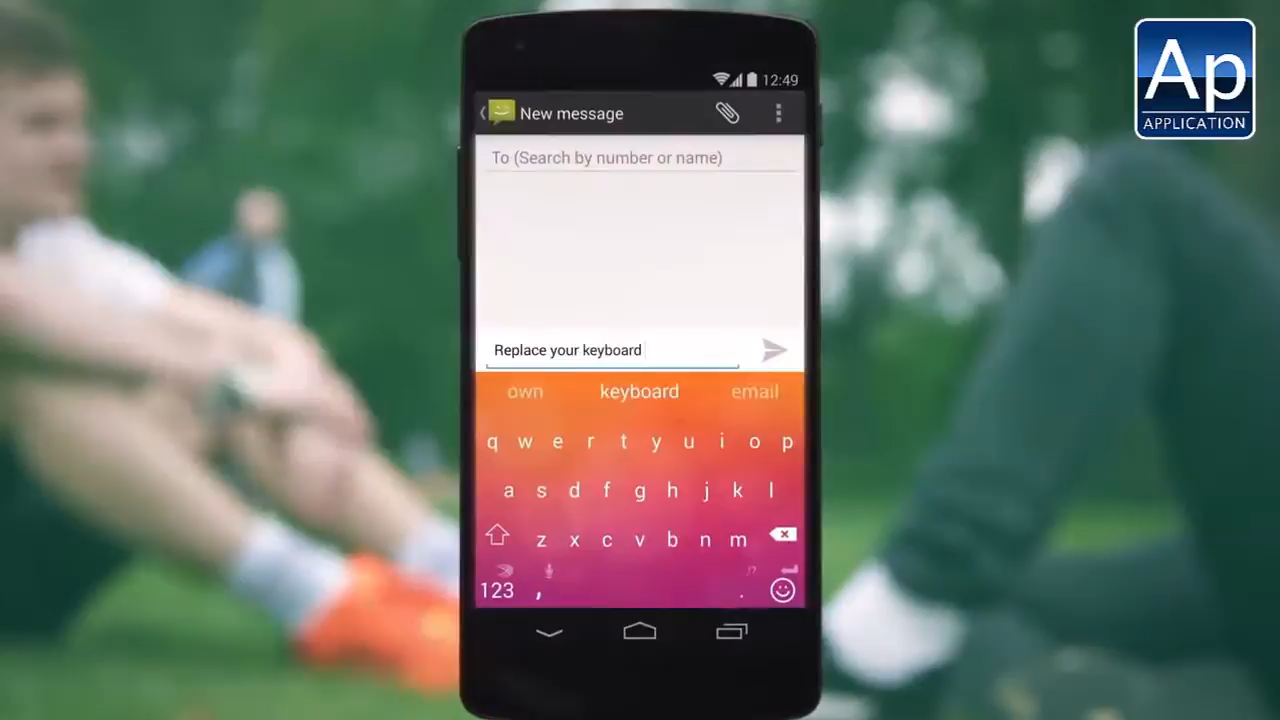 12:49
New message
To (Search by number or name)
Replace your keyboard
own keyboard email
q w e r t y u i o p
a s d f g h j k l
z x c v b n m
!?
123 , .
Ap
APPLICATION